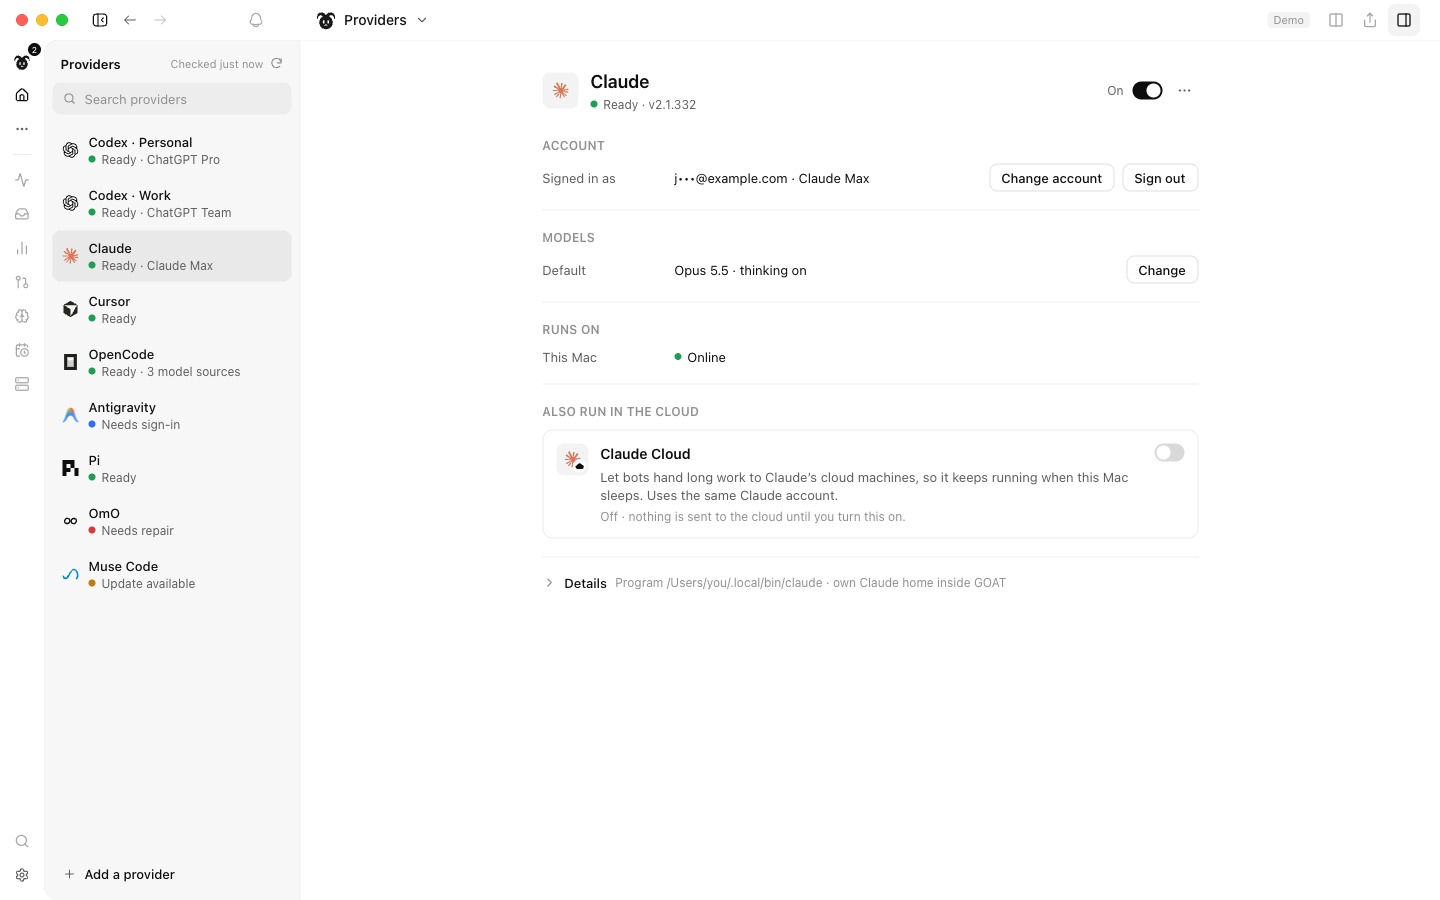 Providers
Demo
2
Providers
Checked just now
Search providers
Codex · Personal
Ready · ChatGPT Pro
Codex · Work
Ready · ChatGPT Team
Claude
Ready · Claude Max
Cursor
Ready
OpenCode
Ready · 3 model sources
Antigravity
Needs sign-in
Pi
Ready
OmO
Needs repair
Muse Code
Update available
Add a provider
Claude
Ready · v2.1.332
On
ACCOUNT
Signed in as
j•••@example.com · Claude Max
Change account
Sign out
MODELS
Default
Opus 5.5 · thinking on
Change
RUNS ON
This Mac
Online
ALSO RUN IN THE CLOUD
Claude Cloud
Let bots hand long work to Claude’s cloud machines, so it keeps running when this Mac
sleeps. Uses the same Claude account.
Off · nothing is sent to the cloud until you turn this on.
Details
Program /Users/you/.local/bin/claude · own Claude home inside GOAT